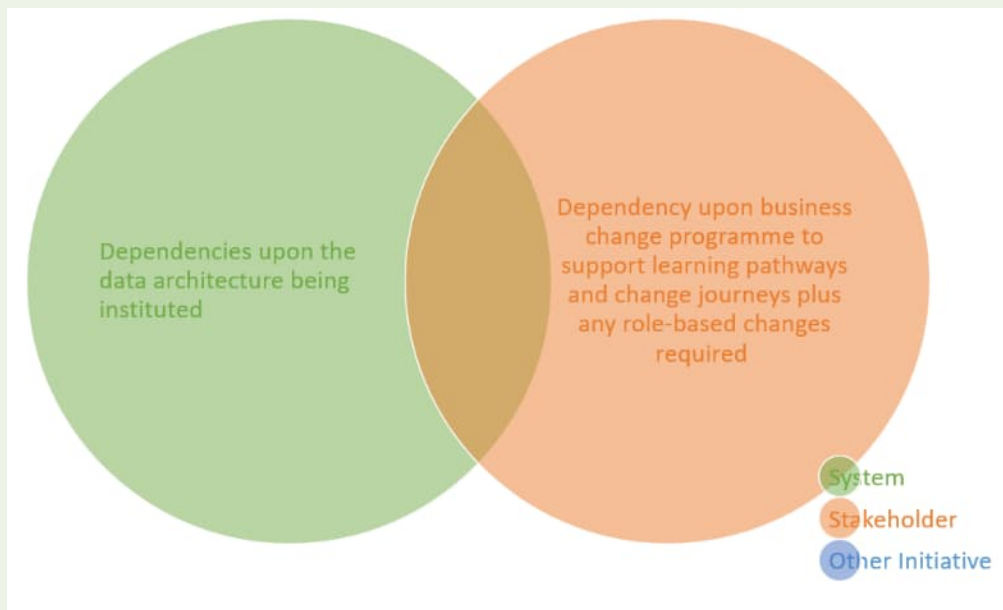 Dependencies upon the
data architecture being
instituted
Dependency upon business
change programme to
support learning pathways
and change journeys plus
any role-based changes
required
System
Stakeholder
Other Initiative